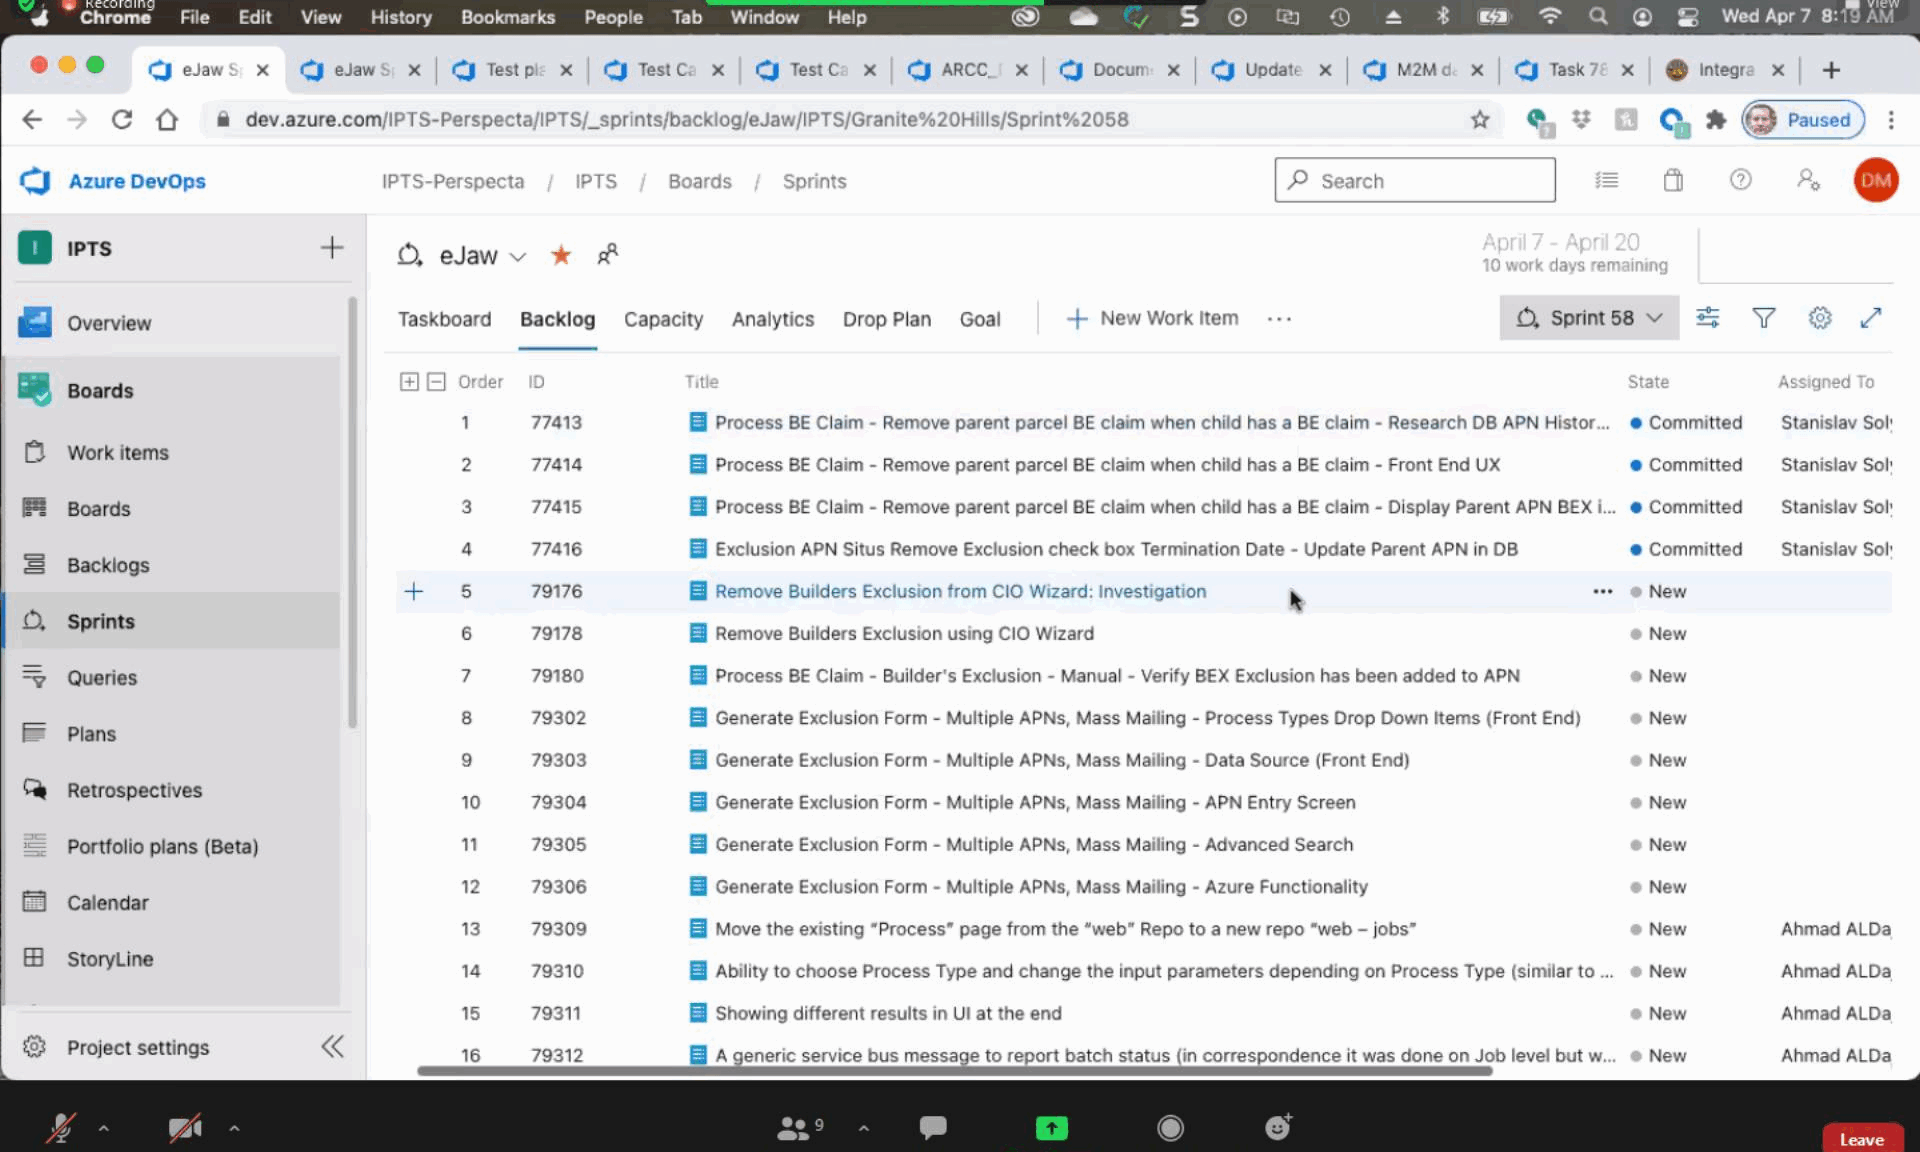 Recording
Chrome File Edit View History Bookmarks People Tab Window Help Wed Apr 7 8:19 AM
View
eJaw S
eJaw S
Test pla
Test Ca
Test Ca
ARCC_
Docum
Update
M2M d
Task 78
Integra
dev.azure.com/IPTS-Perspecta/IPTS/_sprints/backlog/eJaw/IPTS/Granite%20Hills/Sprint%2058
Paused
Azure DevOps
IPTS-Perspecta / IPTS / Boards / Sprints
Search
DM
I IPTS
eJaw
April 7 - April 20
10 work days remaining
Overview
Taskboard Backlog Capacity Analytics Drop Plan Goal New Work Item Sprint 58
Boards
Work items
Boards
Backlogs
Sprints
Queries
Plans
Retrospectives
Portfolio plans (Beta)
Calendar
StoryLine
Project settings
Order ID Title State Assigned To
1 77413 Process BE Claim - Remove parent parcel BE claim when child has a BE claim - Research DB APN Histor... Committed Stanislav Sol
2 77414 Process BE Claim - Remove parent parcel BE claim when child has a BE claim - Front End UX Committed Stanislav Sol
3 77415 Process BE Claim - Remove parent parcel BE claim when child has a BE claim - Display Parent APN BEX i... Committed Stanislav Sol
4 77416 Exclusion APN Situs Remove Exclusion check box Termination Date - Update Parent APN in DB Committed Stanislav Sol
5 79176 Remove Builders Exclusion from CIO Wizard: Investigation New
6 79178 Remove Builders Exclusion using CIO Wizard New
7 79180 Process BE Claim - Builder's Exclusion - Manual - Verify BEX Exclusion has been added to APN New
8 79302 Generate Exclusion Form - Multiple APNs, Mass Mailing - Process Types Drop Down Items (Front End) New
9 79303 Generate Exclusion Form - Multiple APNs, Mass Mailing - Data Source (Front End) New
10 79304 Generate Exclusion Form - Multiple APNs, Mass Mailing - APN Entry Screen New
11 79305 Generate Exclusion Form - Multiple APNs, Mass Mailing - Advanced Search New
12 79306 Generate Exclusion Form - Multiple APNs, Mass Mailing - Azure Functionality New
13 79309 Move the existing “Process” page from the “web” Repo to a new repo “web – jobs” New Ahmad ALDa
14 79310 Ability to choose Process Type and change the input parameters depending on Process Type (similar to ... New Ahmad ALDa
15 79311 Showing different results in UI at the end New Ahmad ALDa
16 79312 A generic service bus message to report batch status (in correspondence it was done on Job level but w... New Ahmad ALDa
9
Leave